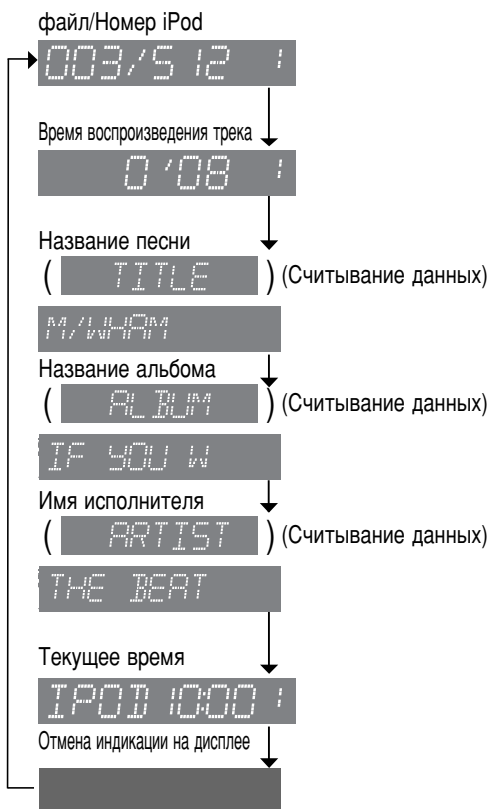 файл/Номер iPod
003/512 ¦
Время воспроизведения трека
0'08 ¦
Название песни
( TITLE ) (Считывание данных)
M/WHAM
Название альбома
( ALBUM ) (Считывание данных)
IF YOU W
Имя исполнителя
( ARTIST ) (Считывание данных)
THE BEAT
Текущее время
IPOD 10:00 ¦
Отмена индикации на дисплее